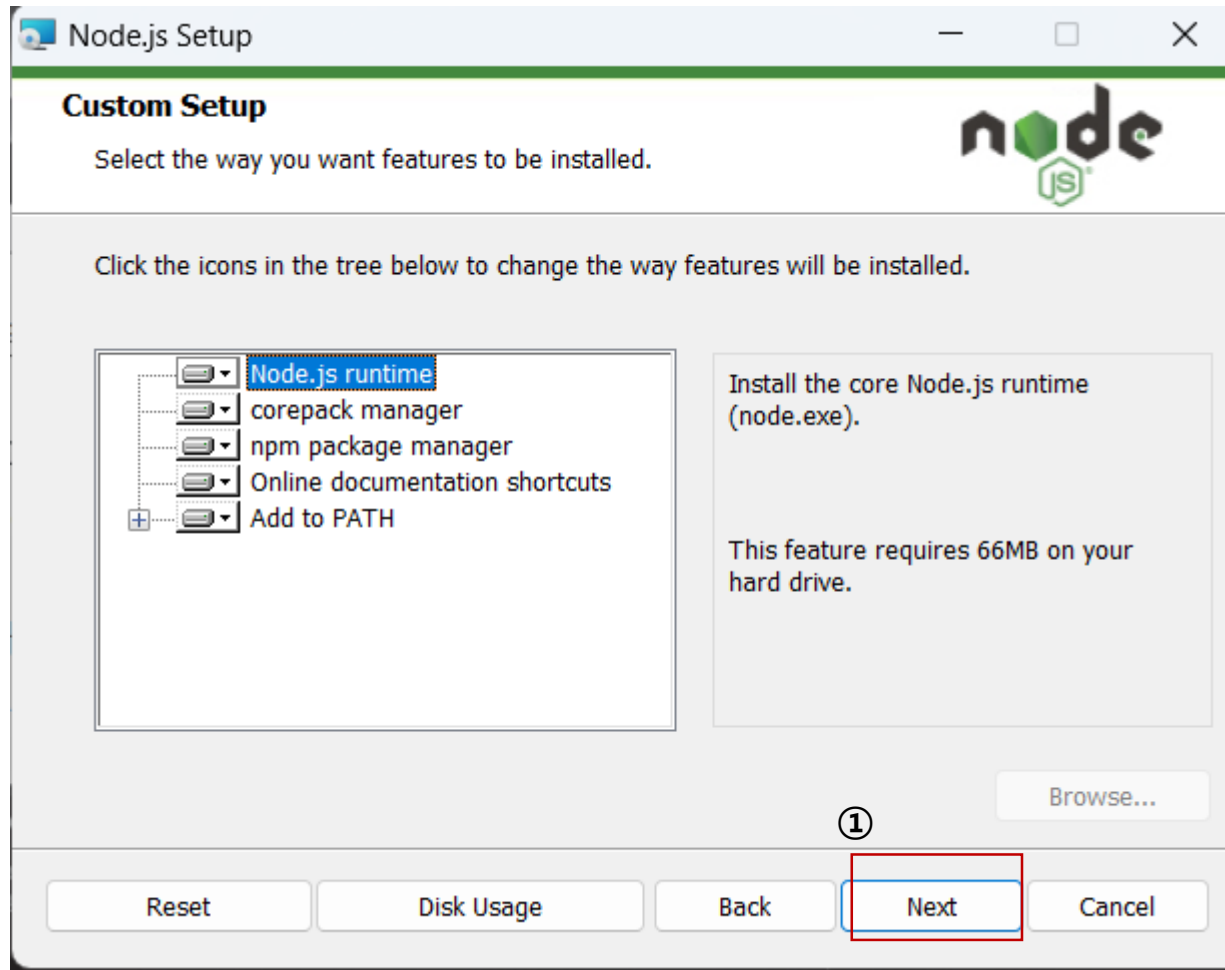 Node.js Setup
Custom Setup
Select the way you want features to be installed.
node
JS
Click the icons in the tree below to change the way features will be installed.
Node.js runtime
corepack manager
npm package manager
Online documentation shortcuts
Add to PATH
Install the core Node.js runtime
(node.exe).
This feature requires 66MB on your
hard drive.
Browse...
①
Reset
Disk Usage
Back
Next
Cancel